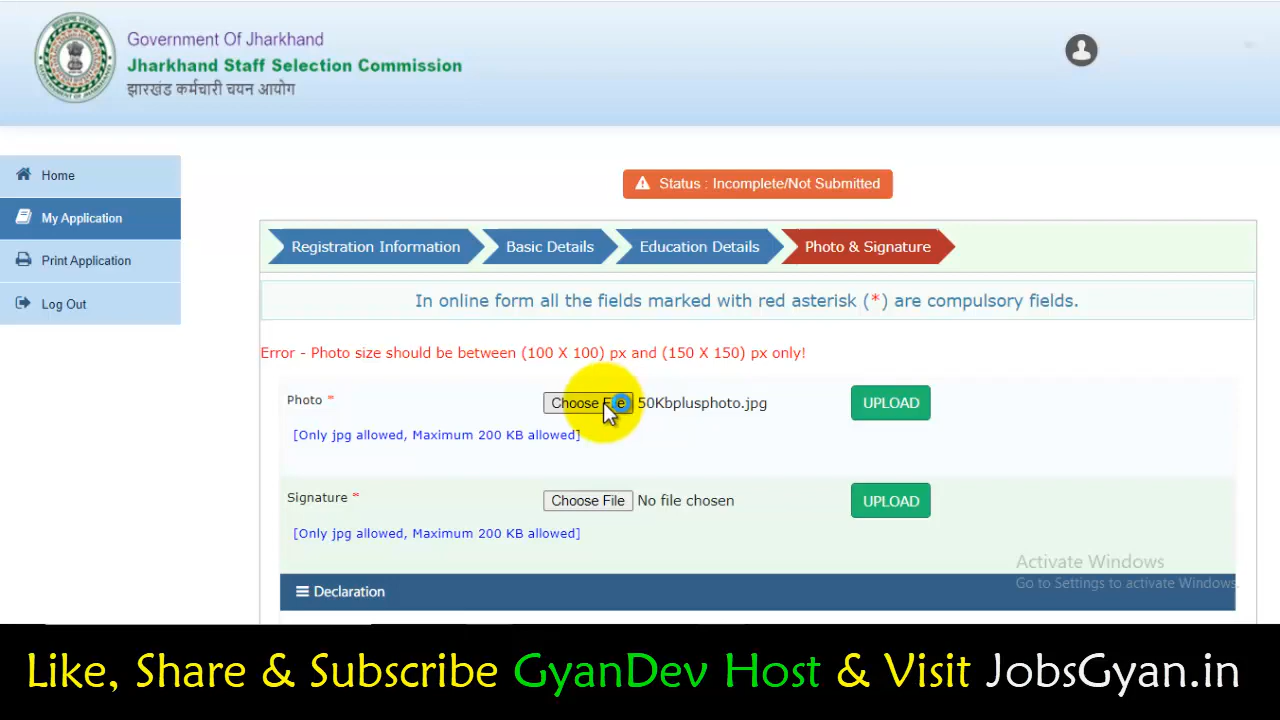 Government Of Jharkhand
Jharkhand Staff Selection Commission
झारखंड कर्मचारी चयन आयोग
Home
My Application
Print Application
Log Out
Status : Incomplete/Not Submitted
Registration Information
Basic Details
Education Details
Photo & Signature
In online form all the fields marked with red asterisk (*) are compulsory fields.
Error - Photo size should be between (100 X 100) px and (150 X 150) px only!
Photo * Choose File 50Kbplusphoto.jpg UPLOAD
[Only jpg allowed, Maximum 200 KB allowed]
Signature * Choose File No file chosen UPLOAD
[Only jpg allowed, Maximum 200 KB allowed]
Activate Windows
Go to Settings to activate Windows.
Declaration
Like, Share & Subscribe GyanDev Host & Visit JobsGyan.in